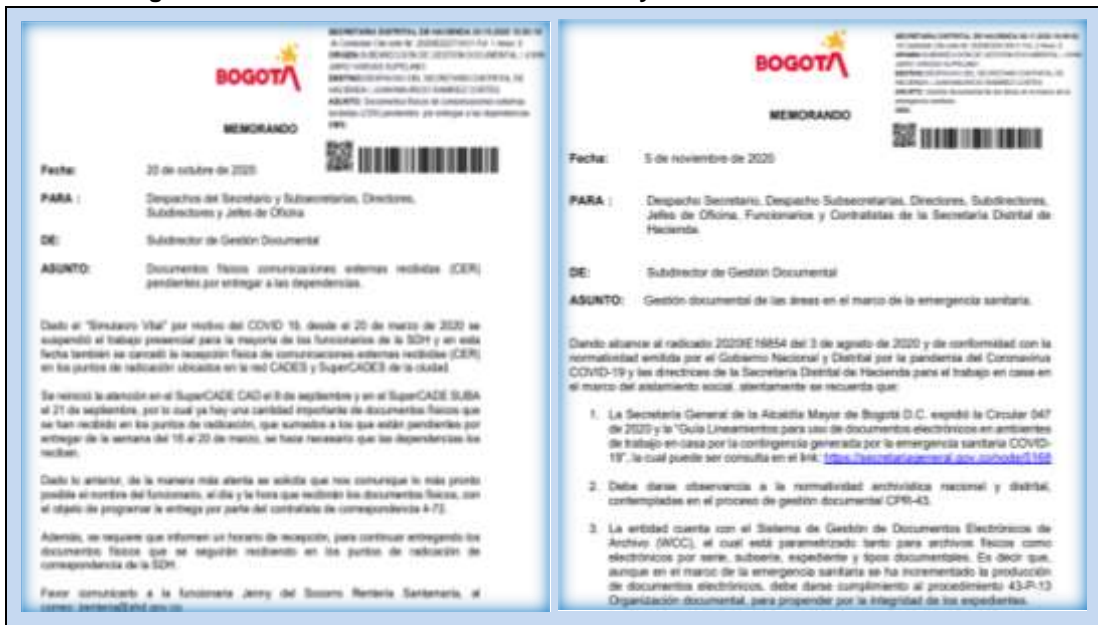 BOGOTÁ
MEMORANDO
Fecha: 20 de octubre de 2020
PARA : Despachos del Secretario y Subsecretarías, Directores,
Subdirectores y Jefes de Oficina
DE: Subdirector de Gestión Documental
ASUNTO: Documentos físicos comunicaciones externas recibidas (CER)
pendientes por entregar a las dependencias.
Dado el "Simulacro Vital" por motivo del COVID 19, desde el 20 de marzo de 2020 se
suspendió el trabajo presencial para la mayoría de los funcionarios de la SDH y en esta
fecha también se canceló la recepción física de comunicaciones externas recibidas (CER)
en los puntos de radicación ubicados en la red CADES y SuperCADES de la ciudad.
Se reinició la atención en el SuperCADE CAD el 8 de septiembre y en el SuperCADE SUBA
el 21 de septiembre, por lo cual ya hay una cantidad importante de documentos físicos que
se han recibido en los puntos de radicación, que sumados a los que están pendientes por
entregar de la semana del 16 al 20 de marzo, se hace necesario que las dependencias los
reciban.
Dado lo anterior, de la manera más atenta se solicita que nos comunique lo más pronto
posible el nombre del funcionario, el día y la hora que recibirán los documentos físicos, con
el objeto de programar la entrega por parte del contratista de correspondencia 4-72.
Además, se requiere que informen un horario de recepción, para continuar entregando los
documentos físicos que se seguirán recibiendo en los puntos de radicación de
correspondencia de la SDH.
Favor comunicarlo a la funcionaria Jenny del Socorro Rentería Santamaría, al
BOGOTÁ
MEMORANDO
Fecha: 5 de noviembre de 2020
PARA : Despacho Secretario, Despacho Subsecretarías, Directores, Subdirectores,
Jefes de Oficina, Funcionarios y Contratistas de la Secretaría Distrital de
Hacienda.
DE: Subdirector de Gestión Documental
ASUNTO: Gestión documental de las áreas en el marco de la emergencia sanitaria.
Dando alcance al radicado 2020IE16854 del 3 de agosto de 2020 y de conformidad con la
normatividad emitida por el Gobierno Nacional y Distrital por la pandemia del Coronavirus
COVID-19 y las directrices de la Secretaría Distrital de Hacienda para el trabajo en casa en
el marco del aislamiento social, atentamente se recuerda que:
1. La Secretaría General de la Alcaldía Mayor de Bogotá D.C. expidió la Circular 047
de 2020 y la "Guía Lineamientos para uso de documentos electrónicos en ambientes
de trabajo en casa por la contingencia generada por la emergencia sanitaria COVID-
19", la cual puede ser consulta en el link:
2. Debe darse observancia a la normatividad archivística nacional y distrital,
contempladas en el proceso de gestión documental CPR-43.
3. La entidad cuenta con el Sistema de Gestión de Documentos Electrónicos de
Archivo (WCC), el cual está parametrizado tanto para archivos físicos como
electrónicos por serie, subserie, expediente y tipos documentales. Es decir que,
aunque en el marco de la emergencia sanitaria se ha incrementado la producción
de documentos electrónicos, debe darse cumplimiento al procedimiento 43-P-13
Organización documental, para propender por la integridad de los expedientes.